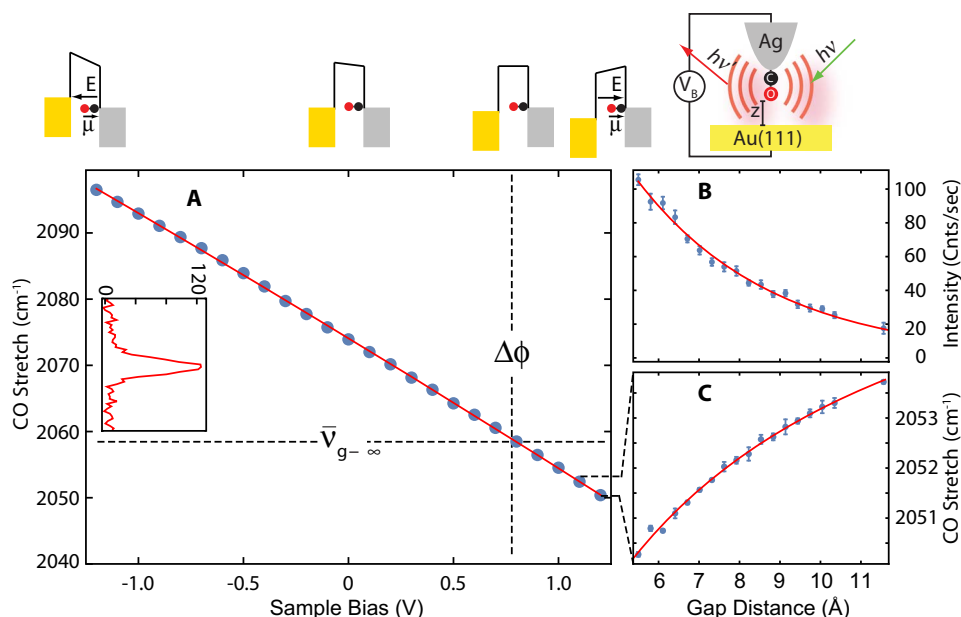 E
μ
E
μ
Ag
hν'
hν
V_B
C
O
z
Au(111)
A
B
C
2090
2080
2070
2060
2050
2040
CO Stretch (cm⁻¹)
0
120
Δϕ
ν̄g- ∞
-1.0
-0.5
0
0.5
1.0
Sample Bias (V)
100
80
60
40
20
0
Intensity (Cnts/sec)
2053
2052
2051
CO Stretch (cm⁻¹)
6
7
8
9
10
11
Gap Distance (Å)